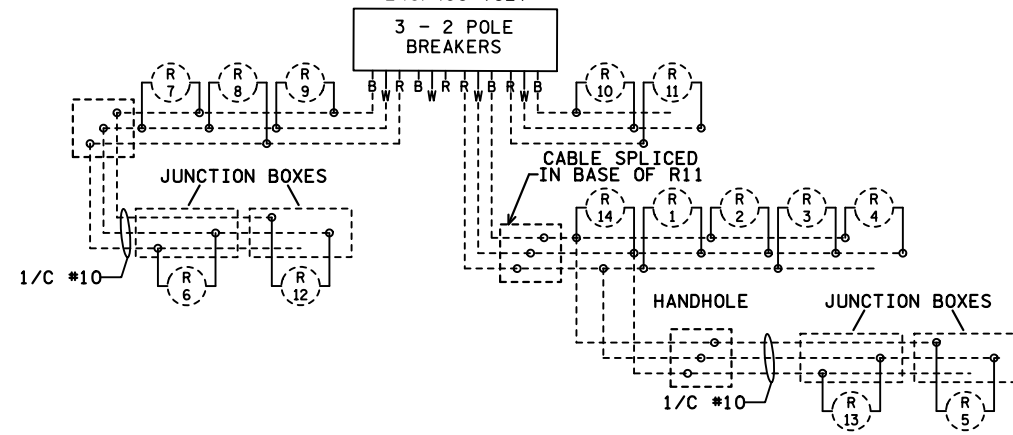 3 - 2 POLE
BREAKERS
B W R B W R R W B R W B
R 7
R 8
R 9
R 10
R 11
JUNCTION BOXES
CABLE SPLICED
IN BASE OF R11
R 14
R 1
R 2
R 3
R 4
1/C #10
R 6
R 12
HANDHOLE
JUNCTION BOXES
1/C #10
R 13
R 5